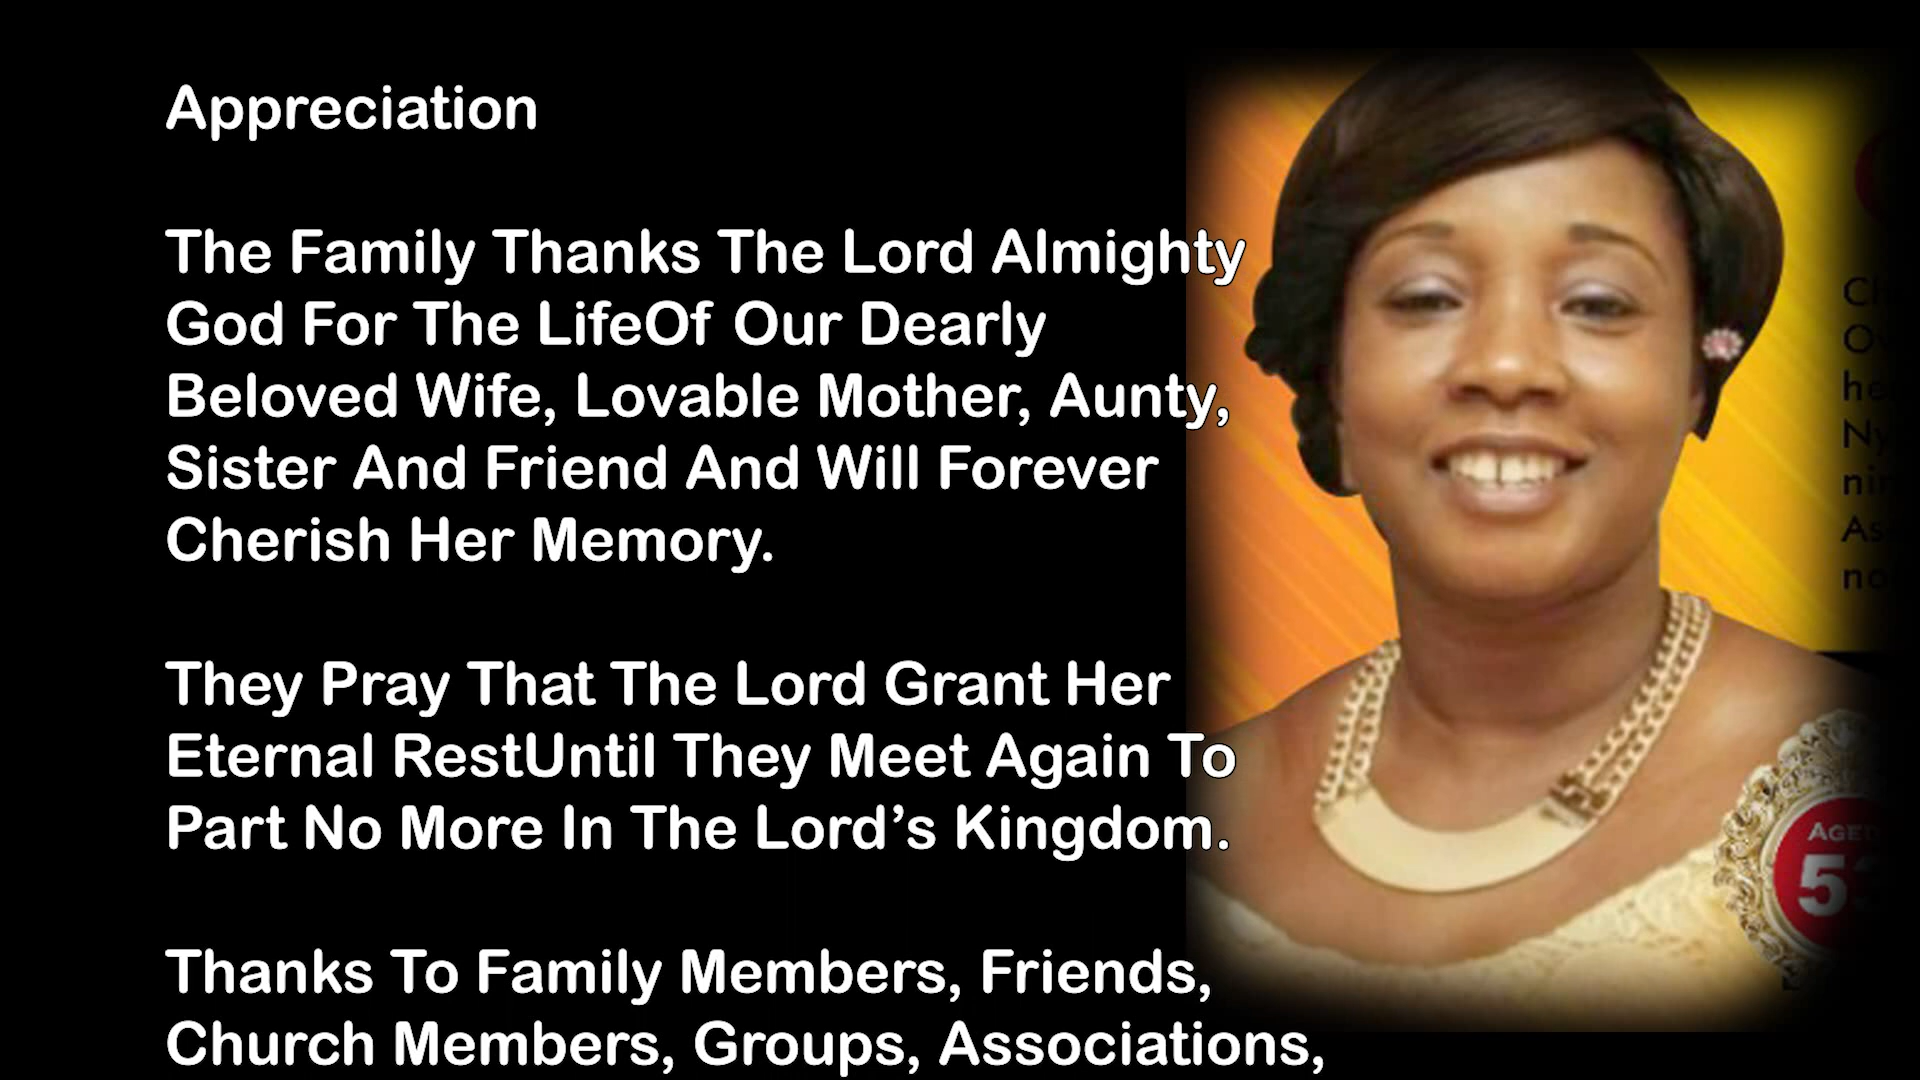 Appreciation
The Family Thanks The Lord Almighty
God For The LifeOf Our Dearly
Beloved Wife, Lovable Mother, Aunty,
Sister And Friend And Will Forever
Cherish Her Memory.
They Pray That The Lord Grant Her
Eternal RestUntil They Meet Again To
Part No More In The Lord’s Kingdom.
Thanks To Family Members, Friends,
Church Members, Groups, Associations,